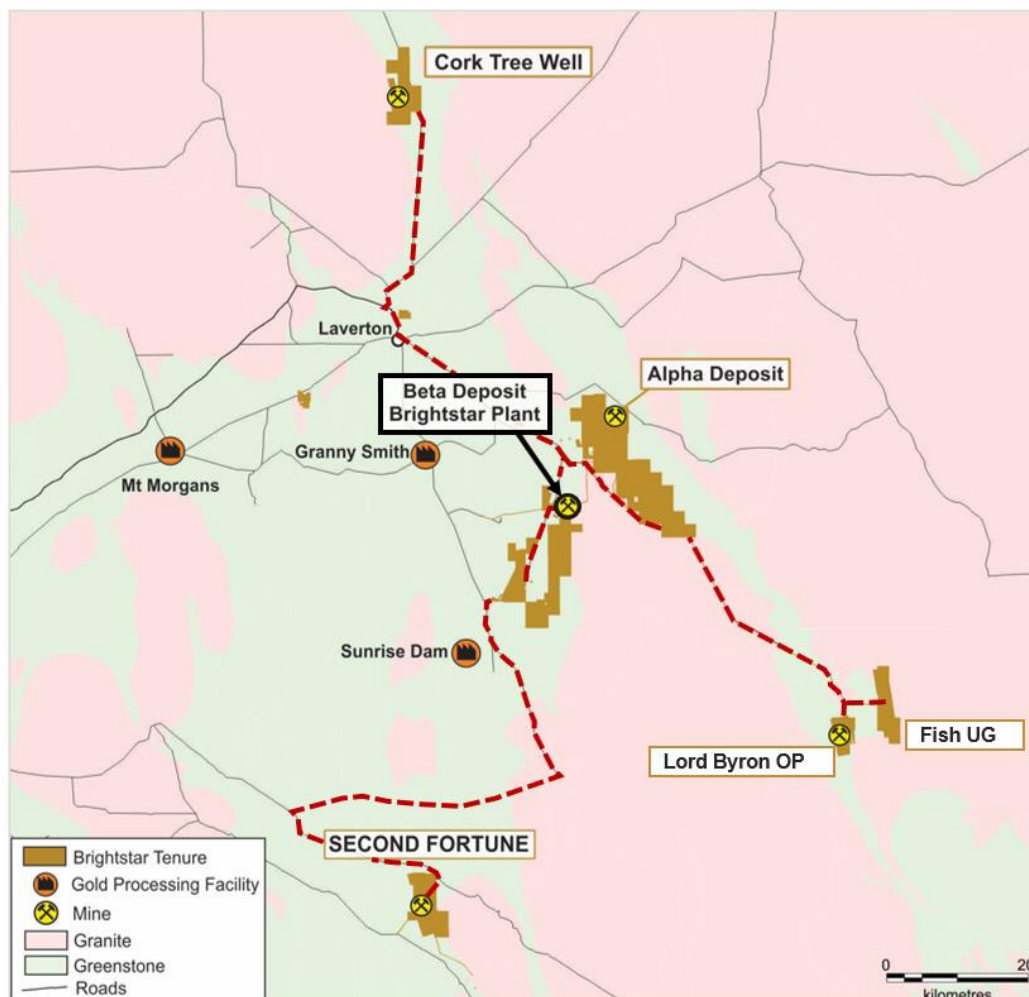 Cork Tree Well
Laverton
Beta Deposit
Brightstar Plant
Alpha Deposit
Granny Smith
Mt Morgans
Sunrise Dam
Fish UG
Lord Byron OP
SECOND FORTUNE
Brightstar Tenure
Gold Processing Facility
Mine
Granite
Greenstone
Roads
0 20
kilometres